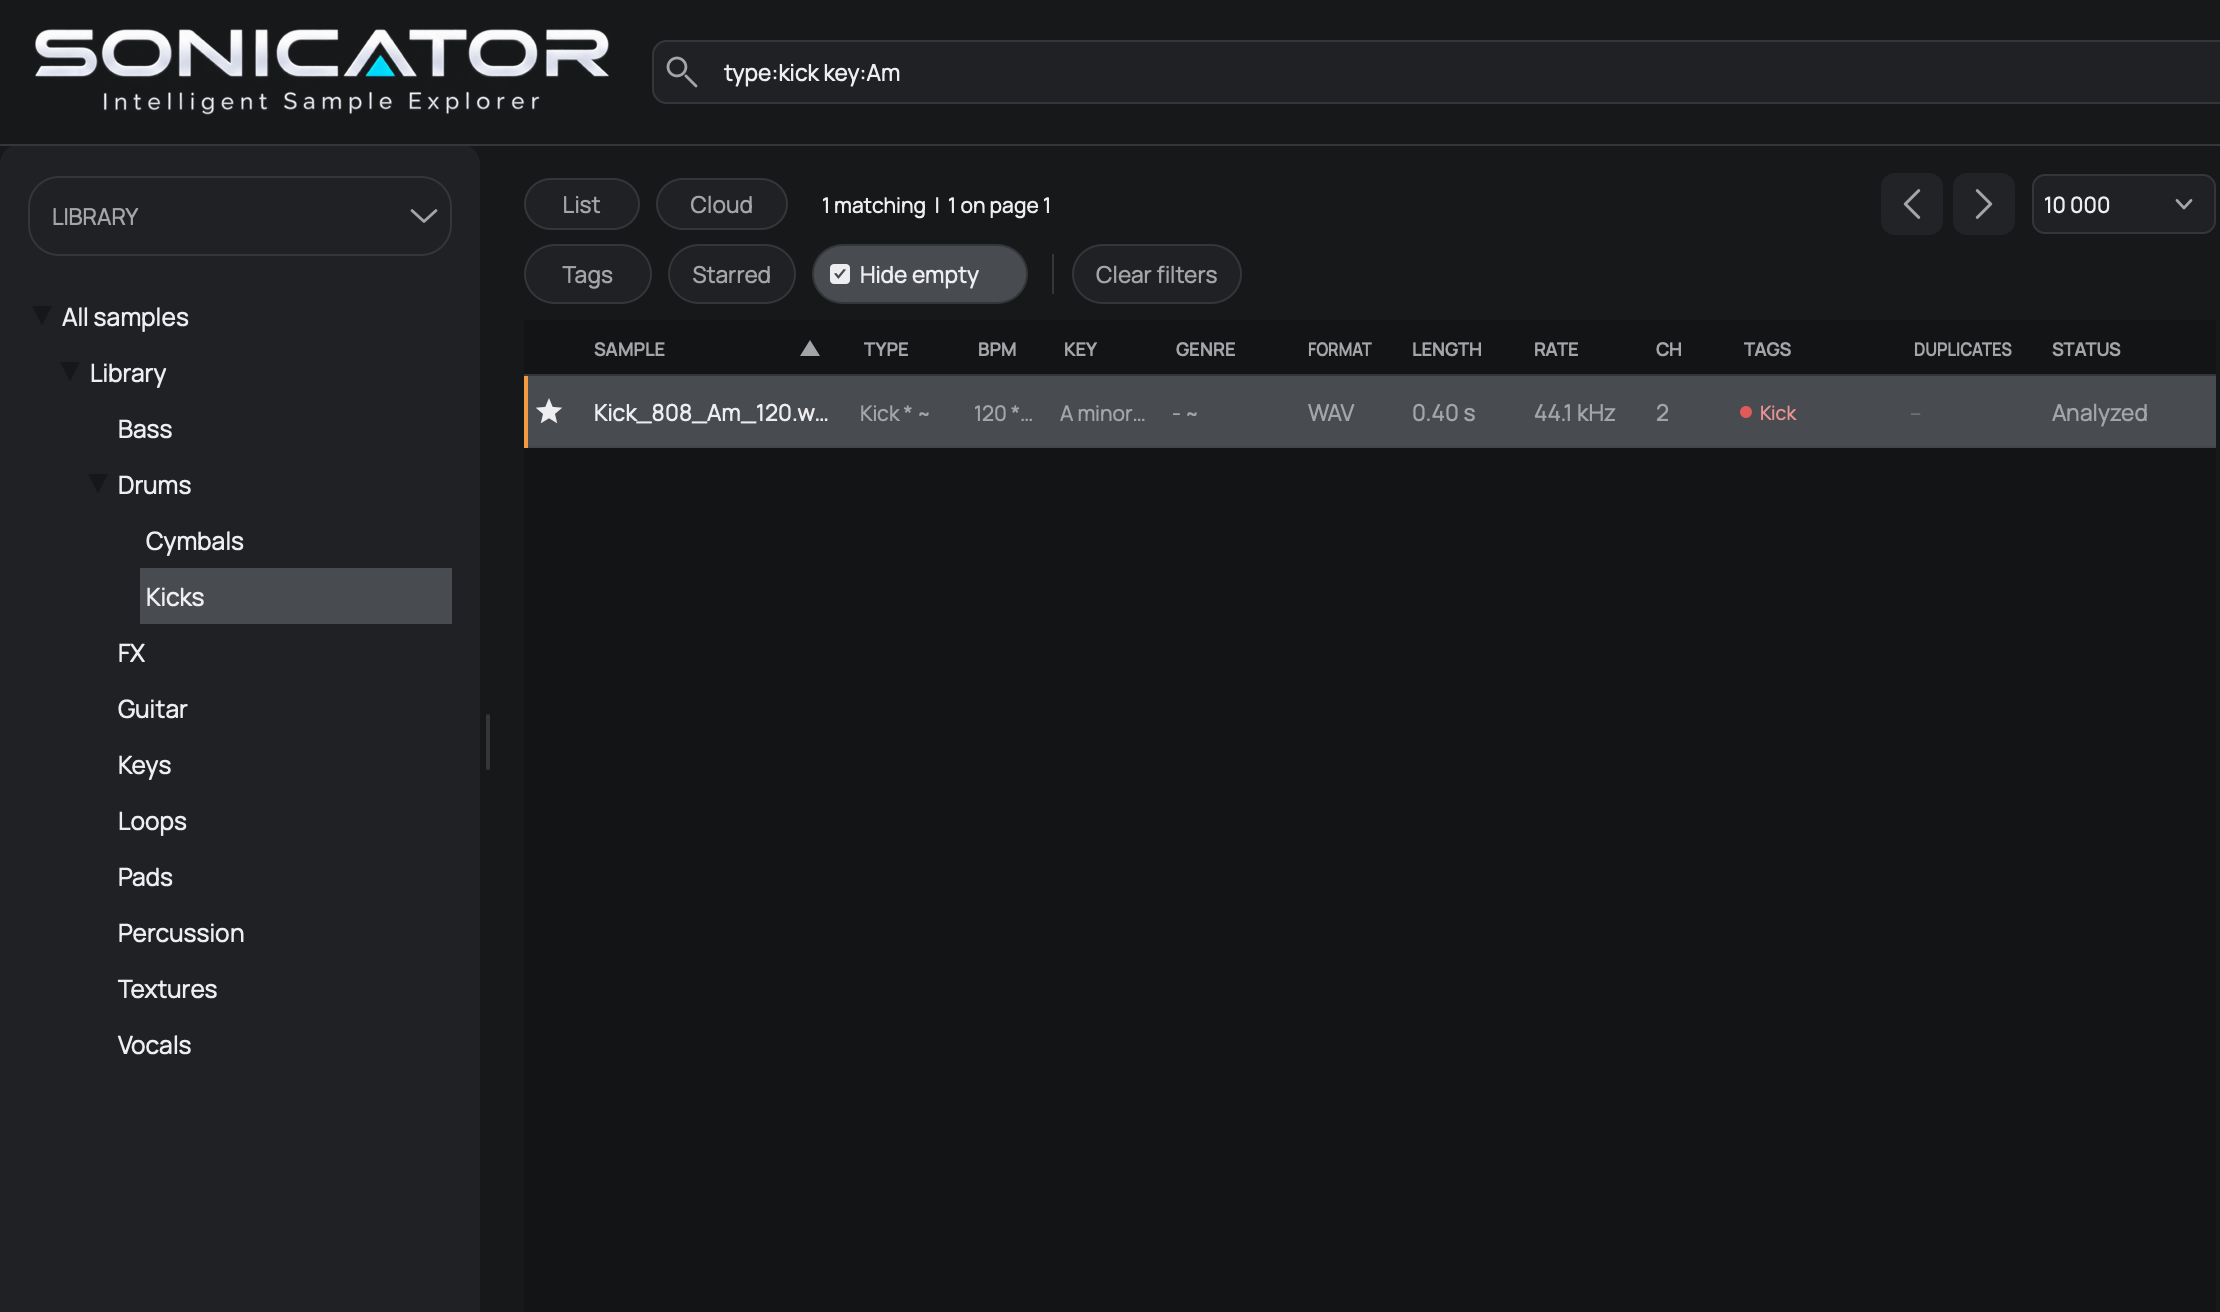 SONICATOR
Intelligent Sample Explorer
type:kick key:Am
LIBRARY
All samples
Library
Bass
Drums
Cymbals
Kicks
FX
Guitar
Keys
Loops
Pads
Percussion
Textures
Vocals
List Cloud 1 matching | 1 on page 1 10 000
Tags Starred Hide empty Clear filters
SAMPLE TYPE BPM KEY GENRE FORMAT LENGTH RATE CH TAGS DUPLICATES STATUS
Kick_808_Am_120.w... Kick * ~ 120 *... A minor... - ~ WAV 0.40 s 44.1 kHz 2 Kick – Analyzed